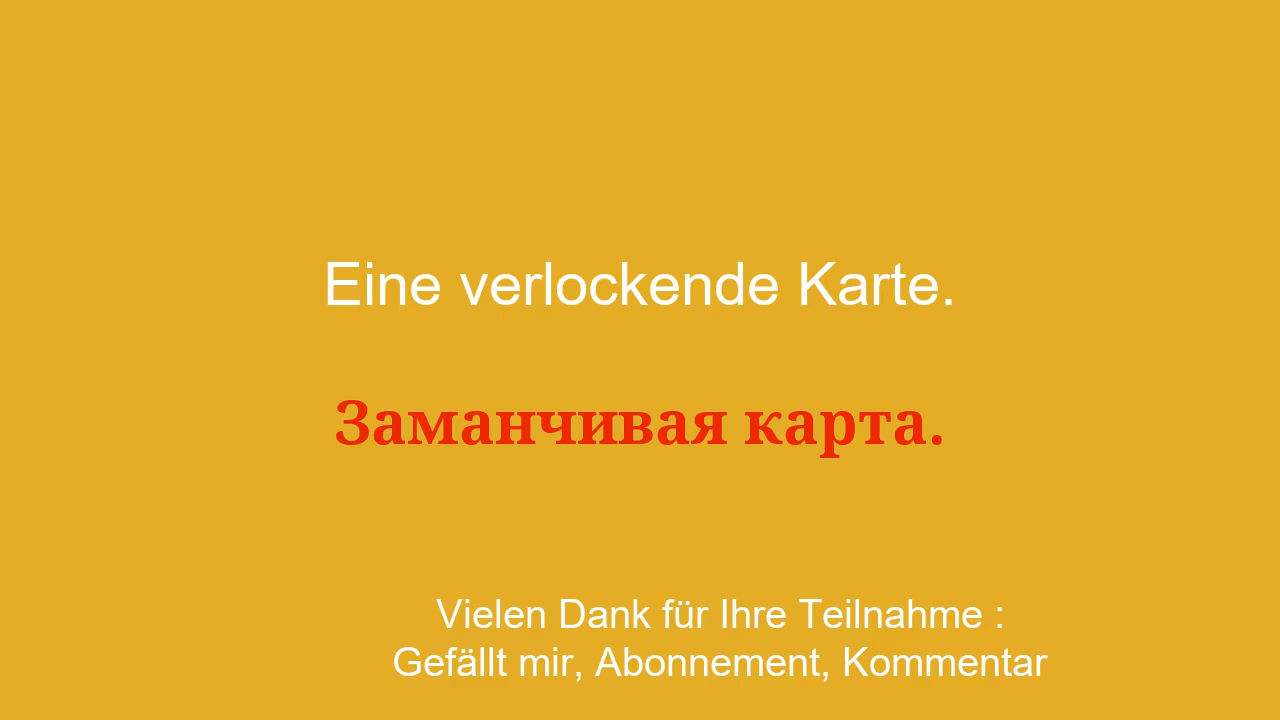 Eine verlockende Karte.
Заманчивая карта.
Vielen Dank für Ihre Teilnahme :
Gefällt mir, Abonnement, Kommentar